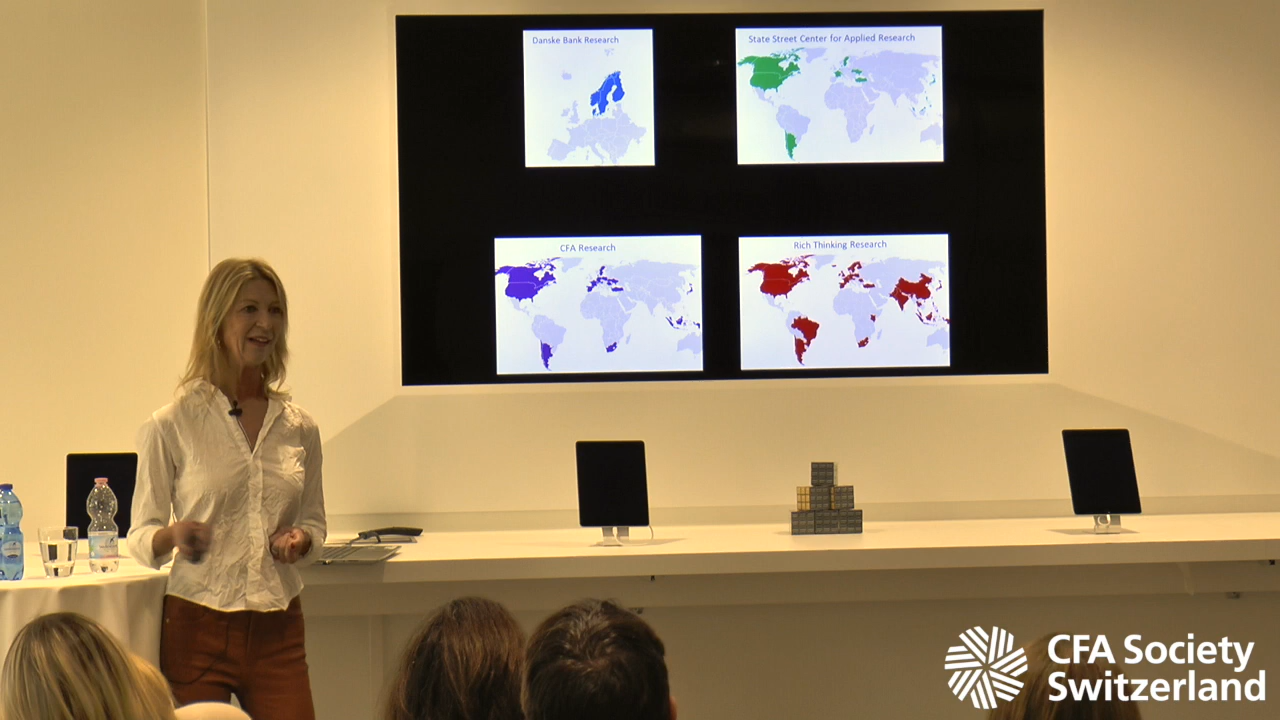 Danske Bank Research
State Street Center for Applied Research
CFA Research
Rich Thinking Research
CFA Society
Switzerland